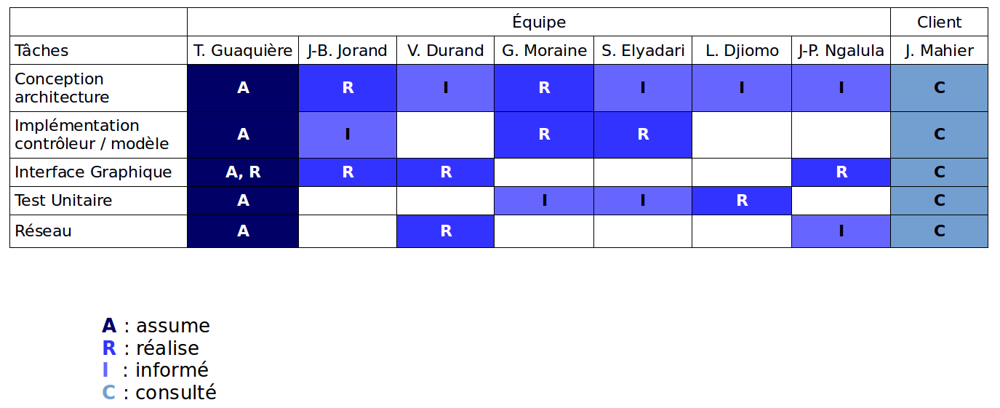 Équipe Client
Tâches T. Guaquière J-B. Jorand V. Durand G. Moraine S. Elyadari L. Djiomo J-P. Ngalula J. Mahier
Conception
architecture A R I R I I I C
Implémentation
contrôleur / modèle A I R R C
Interface Graphique A, R R R R C
Test Unitaire A I I R C
Réseau A R I C
A : assume
R : réalise
I : informé
C : consulté